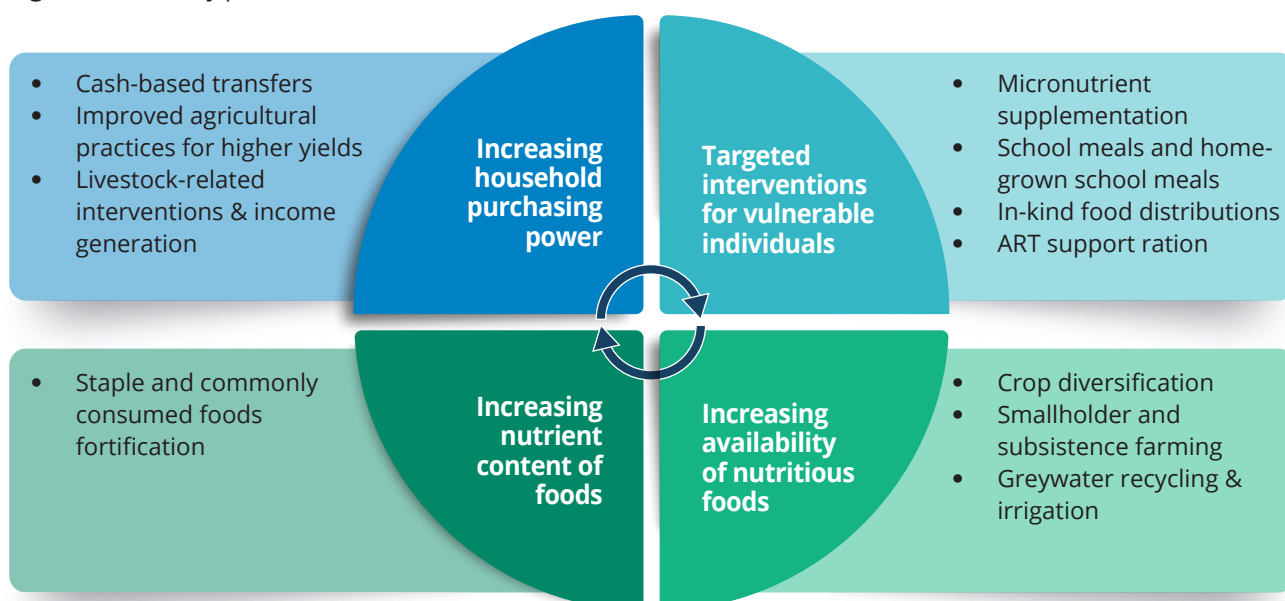 • Cash-based transfers
• Improved agricultural
practices for higher yields
• Livestock-related
interventions & income
generation
Increasing
household
purchasing
power
Targeted
interventions
for vulnerable
individuals
• Micronutrient
supplementation
• School meals and home-
grown school meals
• In-kind food distributions
• ART support ration
• Staple and commonly
consumed foods
fortification
Increasing
nutrient
content of
foods
Increasing
availability
of nutritious
foods
• Crop diversification
• Smallholder and
subsistence farming
• Greywater recycling &
irrigation